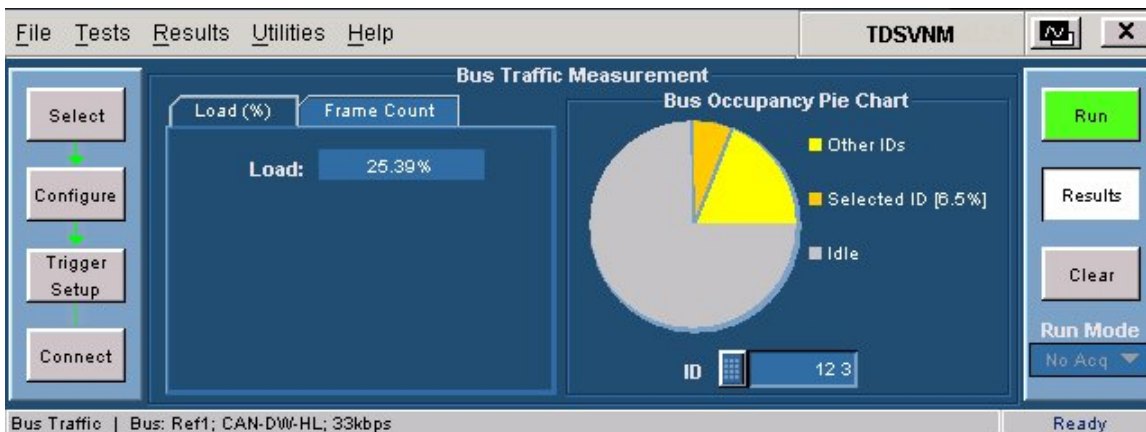 File Tests Results Utilities Help TDSVNM X
Bus Traffic Measurement
Select
Configure
Trigger
Setup
Connect
Load (%) Frame Count
Load: 25.39%
Bus Occupancy Pie Chart
Other IDs
Selected ID [6.5%]
Idle
ID 12 3
Run
Results
Clear
Run Mode
No Acq
Bus Traffic | Bus: Ref1; CAN-DW-HL; 33kbps Ready